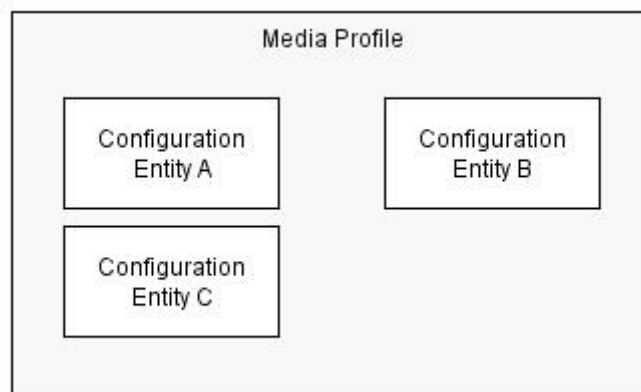 Media Profile
Configuration
Entity A
Configuration
Entity B
Configuration
Entity C